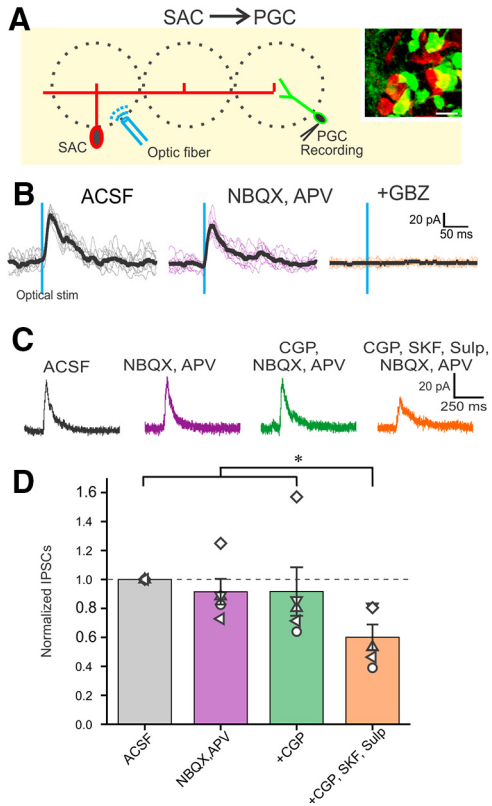 A
SAC → PGC
SAC
Optic fiber
PGC
Recording
B
ACSF
NBQX, APV
+GBZ
20 pA
50 ms
Optical stim
C
ACSF
NBQX, APV
CGP,
NBQX, APV
CGP, SKF, Sulp,
NBQX, APV
20 pA
250 ms
D
*
Normalized IPSCs
1.6
1.4
1.2
1.0
0.8
0.6
0.4
0.2
0.0
ACSF
NBQX,APV
+CGP
+CGP, SKF, Sulp